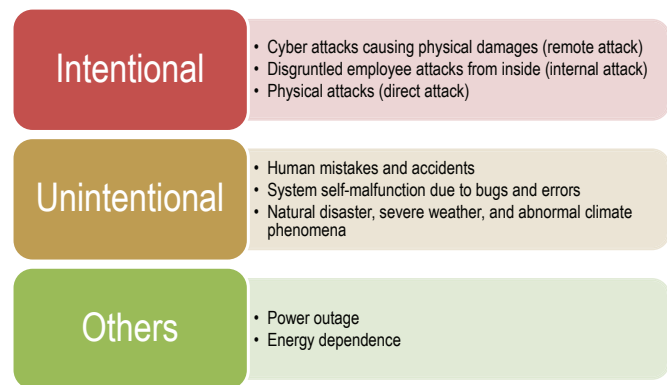 Intentional
• Cyber attacks causing physical damages (remote attack)
• Disgruntled employee attacks from inside (internal attack)
• Physical attacks (direct attack)
Unintentional
• Human mistakes and accidents
• System self-malfunction due to bugs and errors
• Natural disaster, severe weather, and abnormal climate
phenomena
Others
• Power outage
• Energy dependence